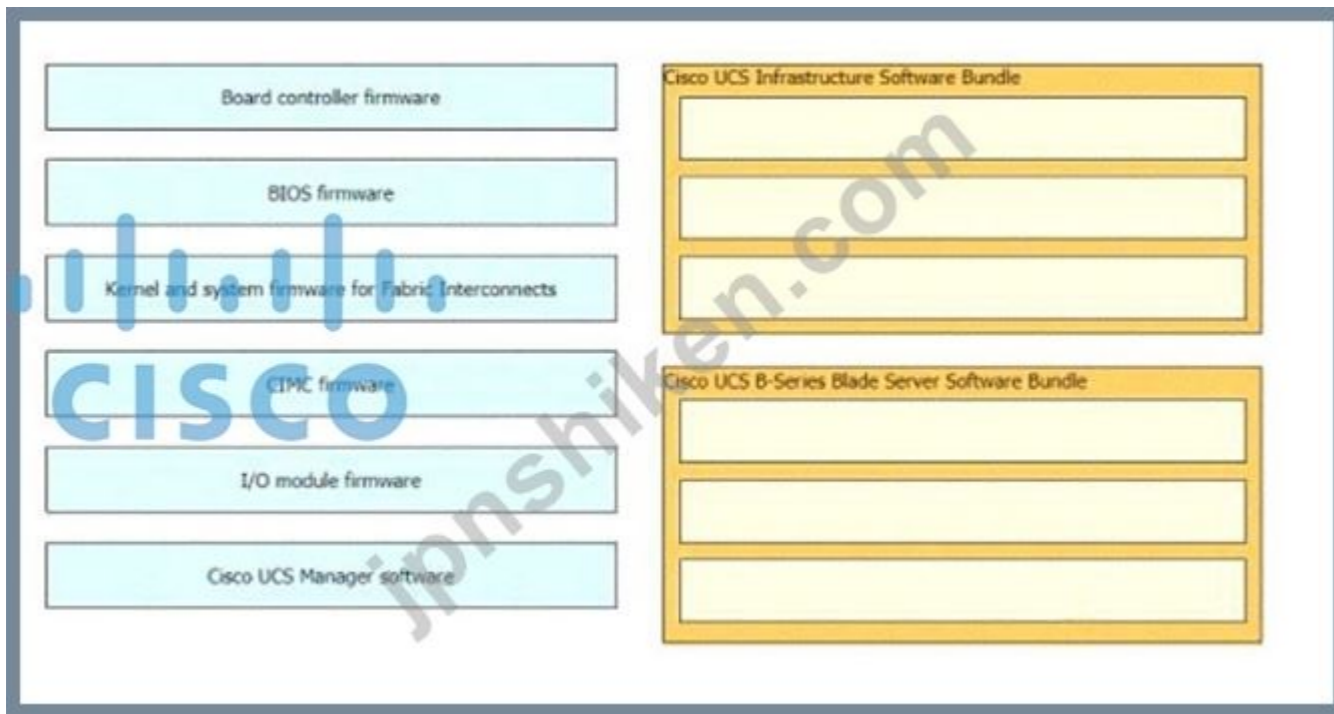 Board controller firmware
BIOS firmware
Kernel and system firmware for Fabric Interconnects
CISCO
CIMC firmware
I/O module firmware
Cisco UCS Manager software
Cisco UCS Infrastructure Software Bundle
Cisco UCS B-Series Blade Server Software Bundle
jpnshiken.com